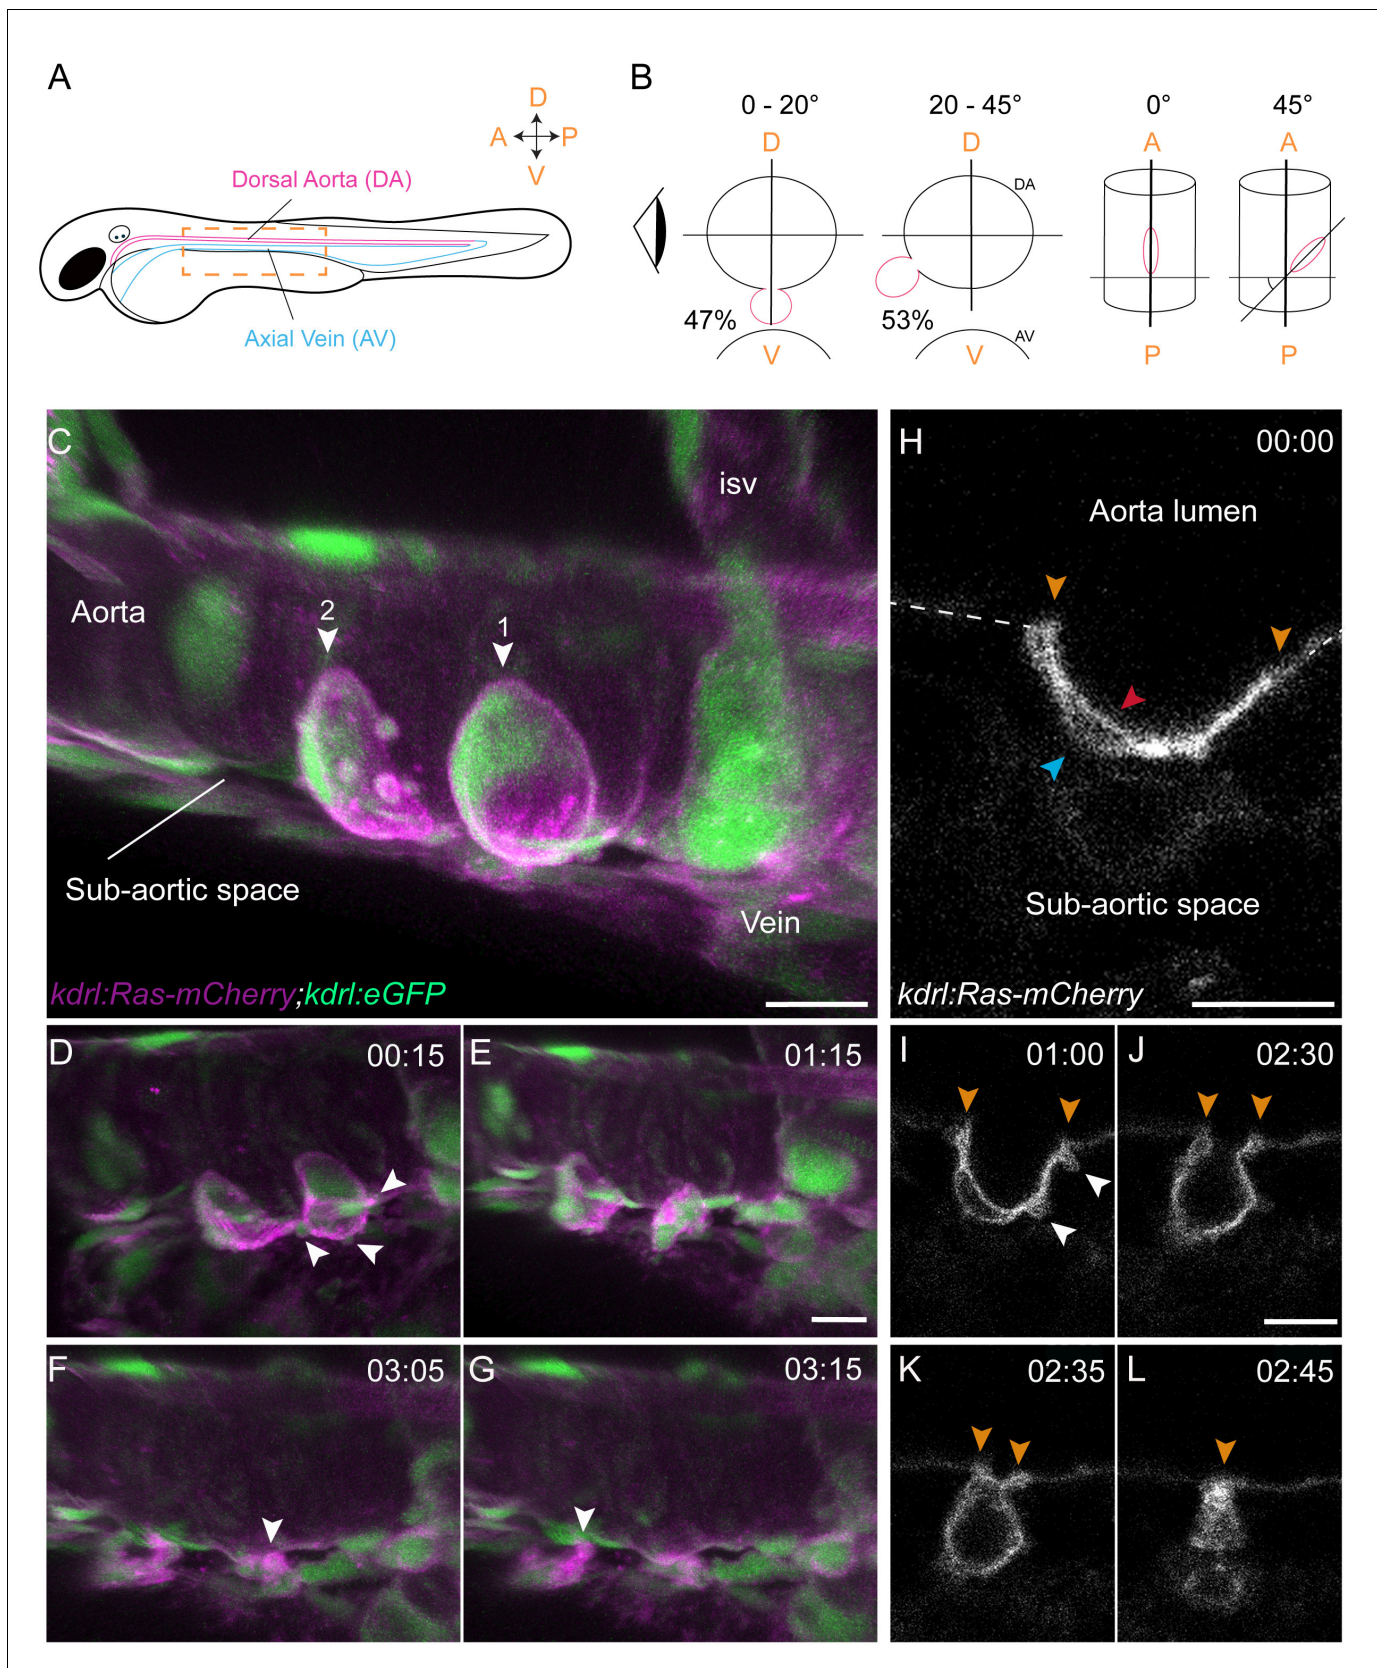 A
D
A P
V
Dorsal Aorta (DA)
Axial Vein (AV)
B
0 - 20° 20 - 45° 0° 45°
D D A A
DA
47% 53%
AV
V V P P
C
isv
Aorta
2
1
Sub-aortic space
Vein
kdrl:Ras-mCherry;kdrl:eGFP
H 00:00
Aorta lumen
Sub-aortic space
kdrl:Ras-mCherry
D 00:15
E 01:15
I 01:00
J 02:30
F 03:05
G 03:15
K 02:35
L 02:45